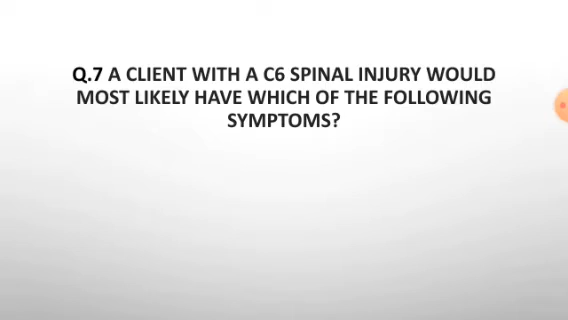 Q.7 A CLIENT WITH A C6 SPINAL INJURY WOULD
MOST LIKELY HAVE WHICH OF THE FOLLOWING
SYMPTOMS?